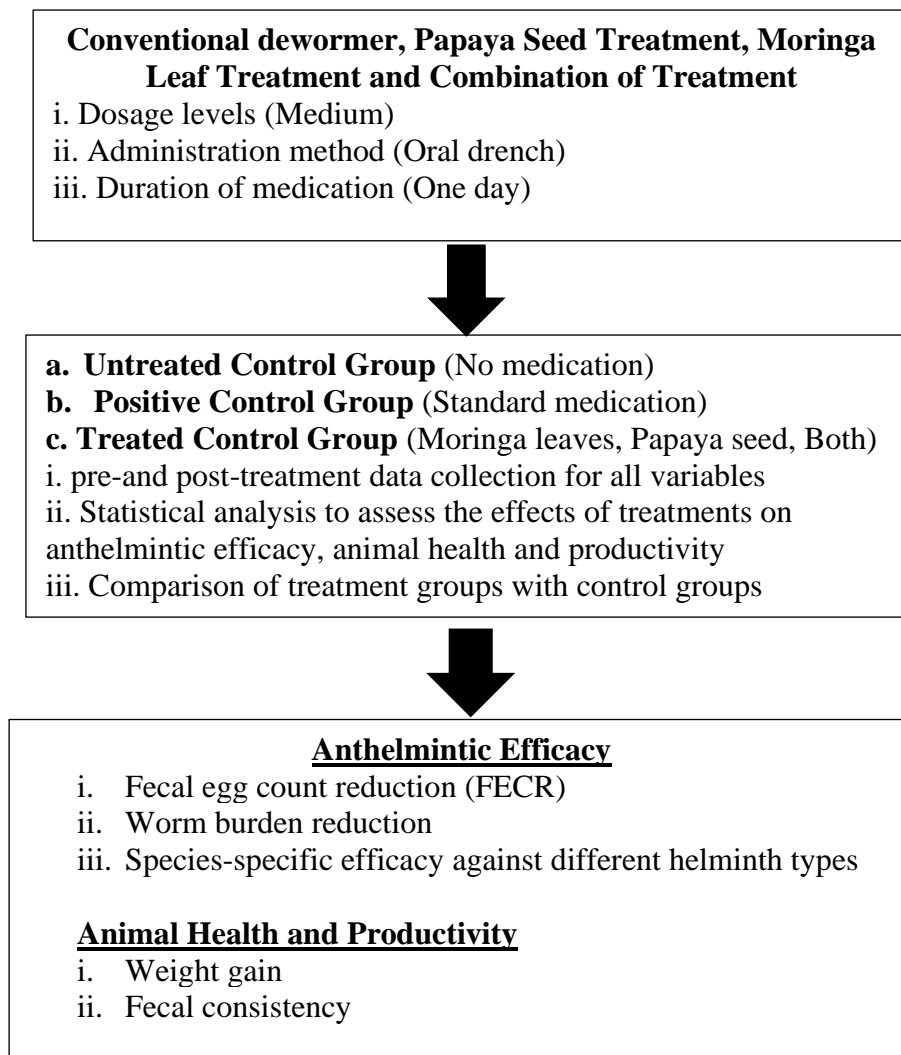 Conventional dewormer, Papaya Seed Treatment, Moringa
Leaf Treatment and Combination of Treatment
i. Dosage levels (Medium)
ii. Administration method (Oral drench)
iii. Duration of medication (One day)
a. Untreated Control Group (No medication)
b. Positive Control Group (Standard medication)
c. Treated Control Group (Moringa leaves, Papaya seed, Both)
i. pre-and post-treatment data collection for all variables
ii. Statistical analysis to assess the effects of treatments on
anthelmintic efficacy, animal health and productivity
iii. Comparison of treatment groups with control groups
Anthelmintic Efficacy
i. Fecal egg count reduction (FECR)
ii. Worm burden reduction
iii. Species-specific efficacy against different helminth types
Animal Health and Productivity
i. Weight gain
ii. Fecal consistency